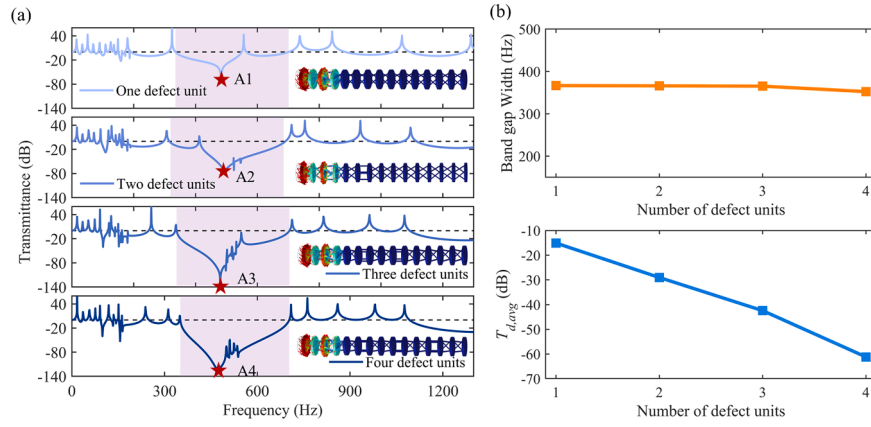 (a)
40
-20
-80
-140
A1
One defect unit
40
-20
-80
-140
A2
Two defect units
40
-20
-80
-140
A3
Three defect units
40
-20
-80
-140
A4
Four defect units
0
300
600
900
1200
Frequency (Hz)
Transmittance (dB)
(b)
500
400
300
200
Band gap Width (Hz)
1
2
3
4
Number of defect units
-10
-20
-30
-40
-50
-60
-70
T_{d,avg} (dB)
1
2
3
4
Number of defect units